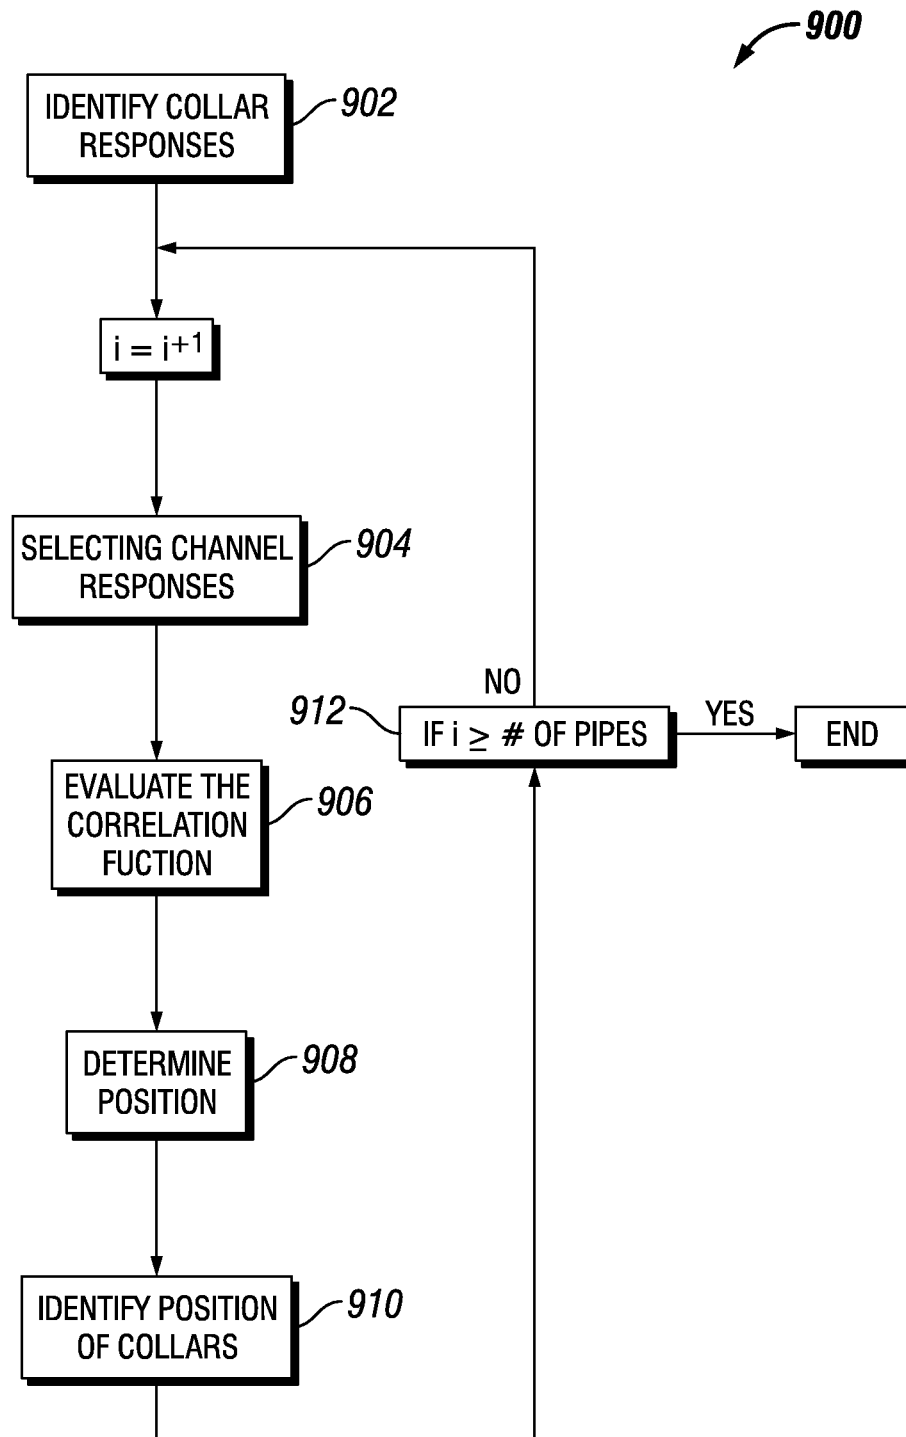 900
IDENTIFY COLLAR
RESPONSES
902
i = i+1
SELECTING CHANNEL
RESPONSES
904
NO
912
IF i ≥ # OF PIPES
YES
END
EVALUATE THE
CORRELATION
FUCTION
906
DETERMINE
POSITION
908
IDENTIFY POSITION
OF COLLARS
910